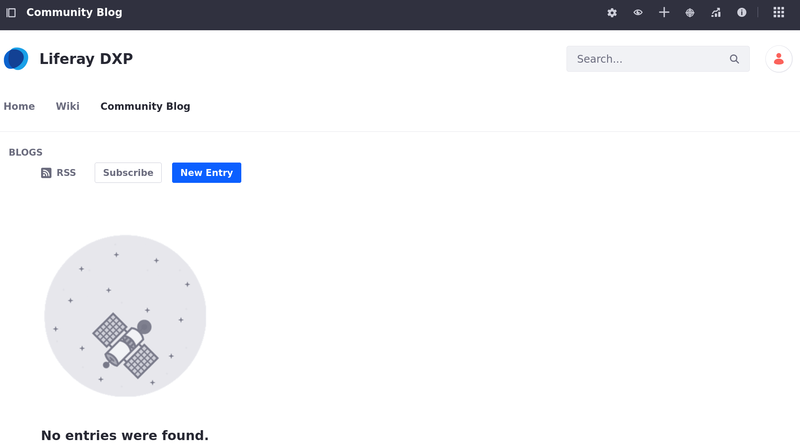 Community Blog
Liferay DXP
Search...
Home Wiki Community Blog
BLOGS
RSS Subscribe New Entry
No entries were found.